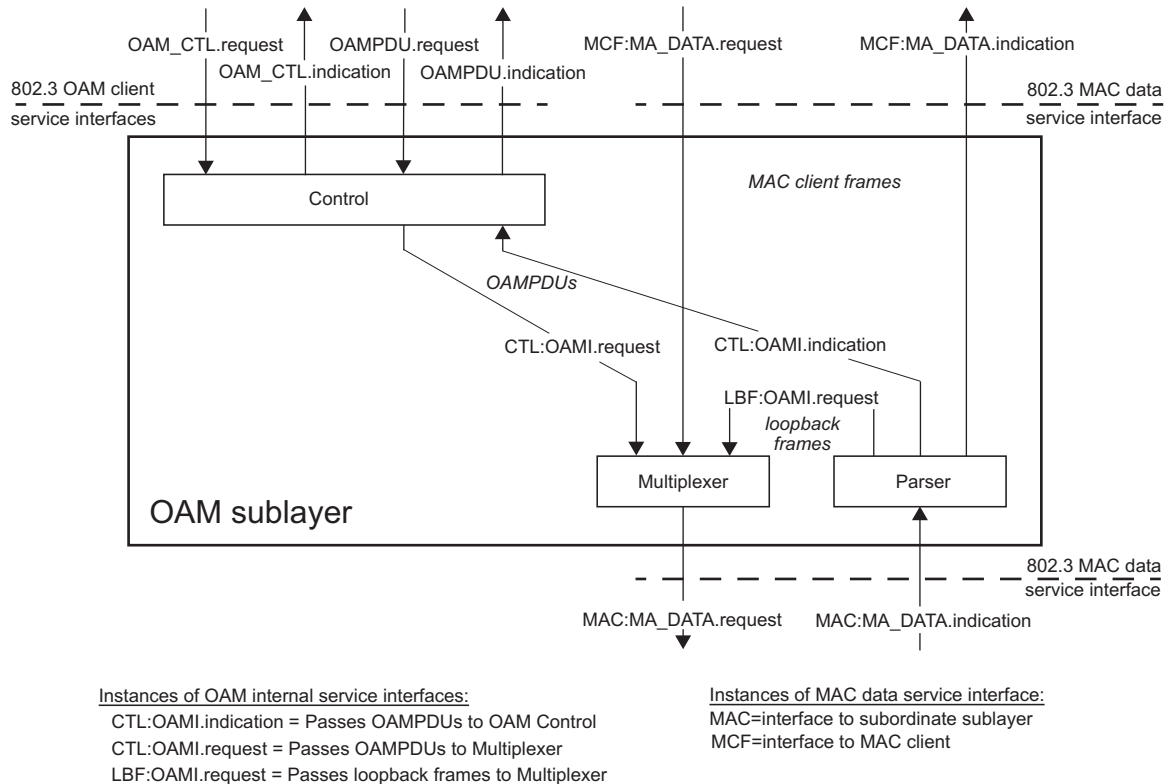 OAM_CTL.request
OAM_CTL.indication
OAMPDU.request
OAMPDU.indication
MCF:MA_DATA.request
MCF:MA_DATA.indication
802.3 OAM client
service interfaces
802.3 MAC data
service interface
Control
MAC client frames
OAMPDUs
CTL:OAMI.request
CTL:OAMI.indication
LBF:OAMI.request
loopback
frames
Multiplexer
Parser
OAM sublayer
802.3 MAC data
service interface
MAC:MA_DATA.request
MAC:MA_DATA.indication
Instances of OAM internal service interfaces:
CTL:OAMI.indication = Passes OAMPDUs to OAM Control
CTL:OAMI.request = Passes OAMPDUs to Multiplexer
LBF:OAMI.request = Passes loopback frames to Multiplexer
Instances of MAC data service interface:
MAC=interface to subordinate sublayer
MCF=interface to MAC client